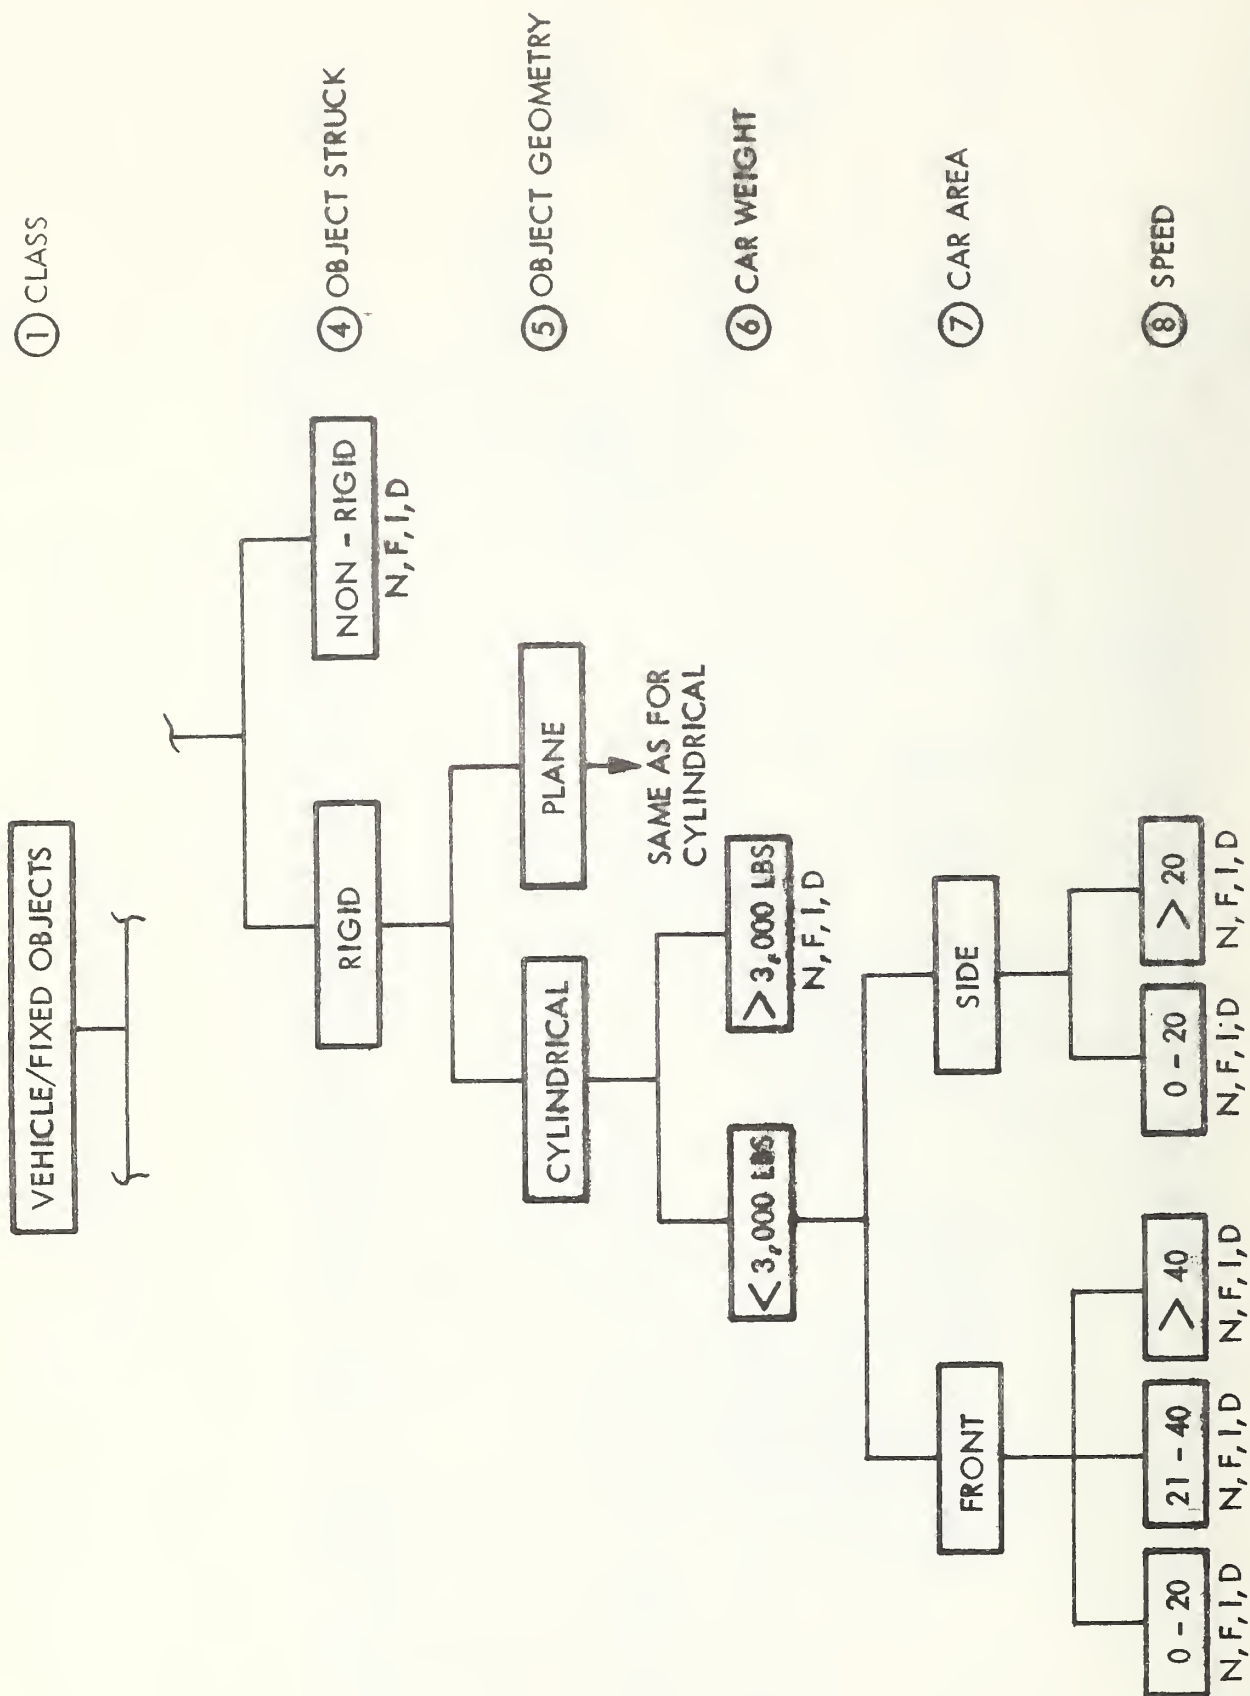 VEHICLE/FIXED OBJECTS
① CLASS
RIGID
NON - RIGID
N, F, I, D
④ OBJECT STRUCK
CYLINDRICAL
PLANE
SAME AS FOR
CYLINDRICAL
⑤ OBJECT GEOMETRY
< 3,000 LBS
> 3,000 LBS
N, F, I, D
⑥ CAR WEIGHT
FRONT
SIDE
⑦ CAR AREA
0 - 20
N, F, I, D
21 - 40
N, F, I, D
> 40
N, F, I, D
0 - 20
N, F, I, D
> 20
N, F, I, D
⑧ SPEED